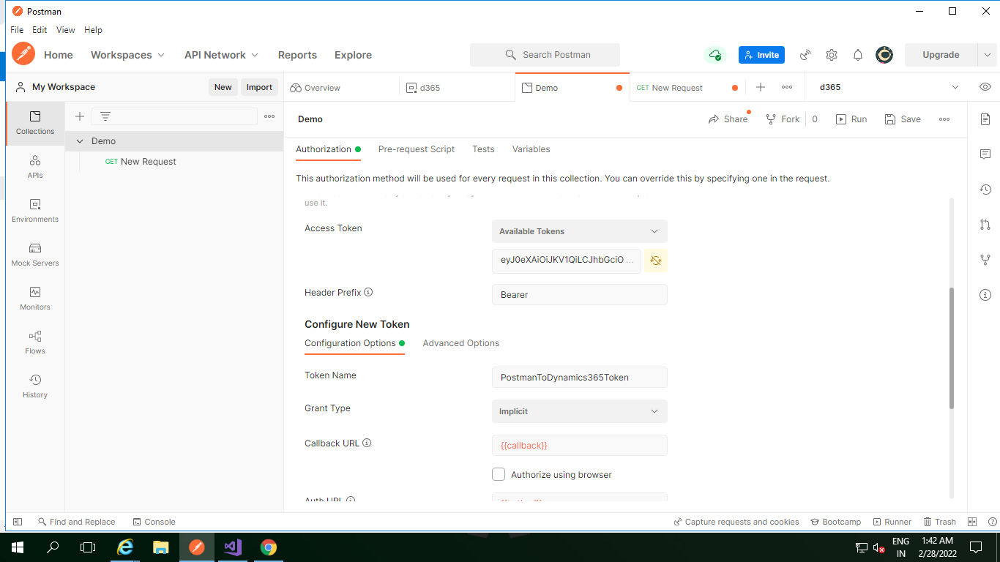 Postman
File Edit View Help
Home Workspaces API Network Reports Explore Search Postman Invite Upgrade
My Workspace New Import Overview d365 Demo GET New Request d365
Demo Share Fork 0 Run Save
Collections
Demo
GET New Request
APIs
Environments
Mock Servers
Monitors
Flows
History
Authorization Pre-request Script Tests Variables
This authorization method will be used for every request in this collection. You can override this by specifying one in the request.
use it.
Access Token Available Tokens
eyJ0eXAiOiJKV1QiLCJhbGciO ...
Header Prefix Bearer
Configure New Token
Configuration Options Advanced Options
Token Name PostmanToDynamics365Token
Grant Type Implicit
Callback URL {{callback}}
Authorize using browser
Auth URL
Find and Replace Console Capture requests and cookies Bootcamp Runner Trash
ENG 1:42 AM
IN 2/28/2022